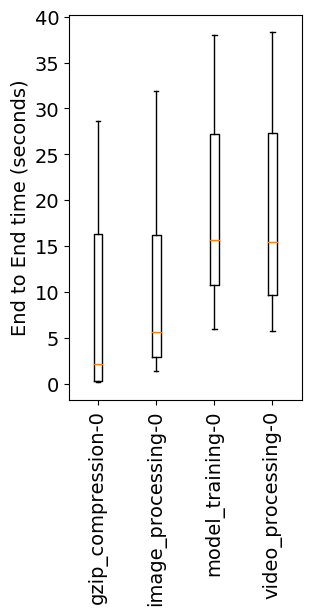 End to End time (seconds)
40
35
30
25
20
15
10
5
0
gzip_compression-0
image_processing-0
model_training-0
video_processing-0